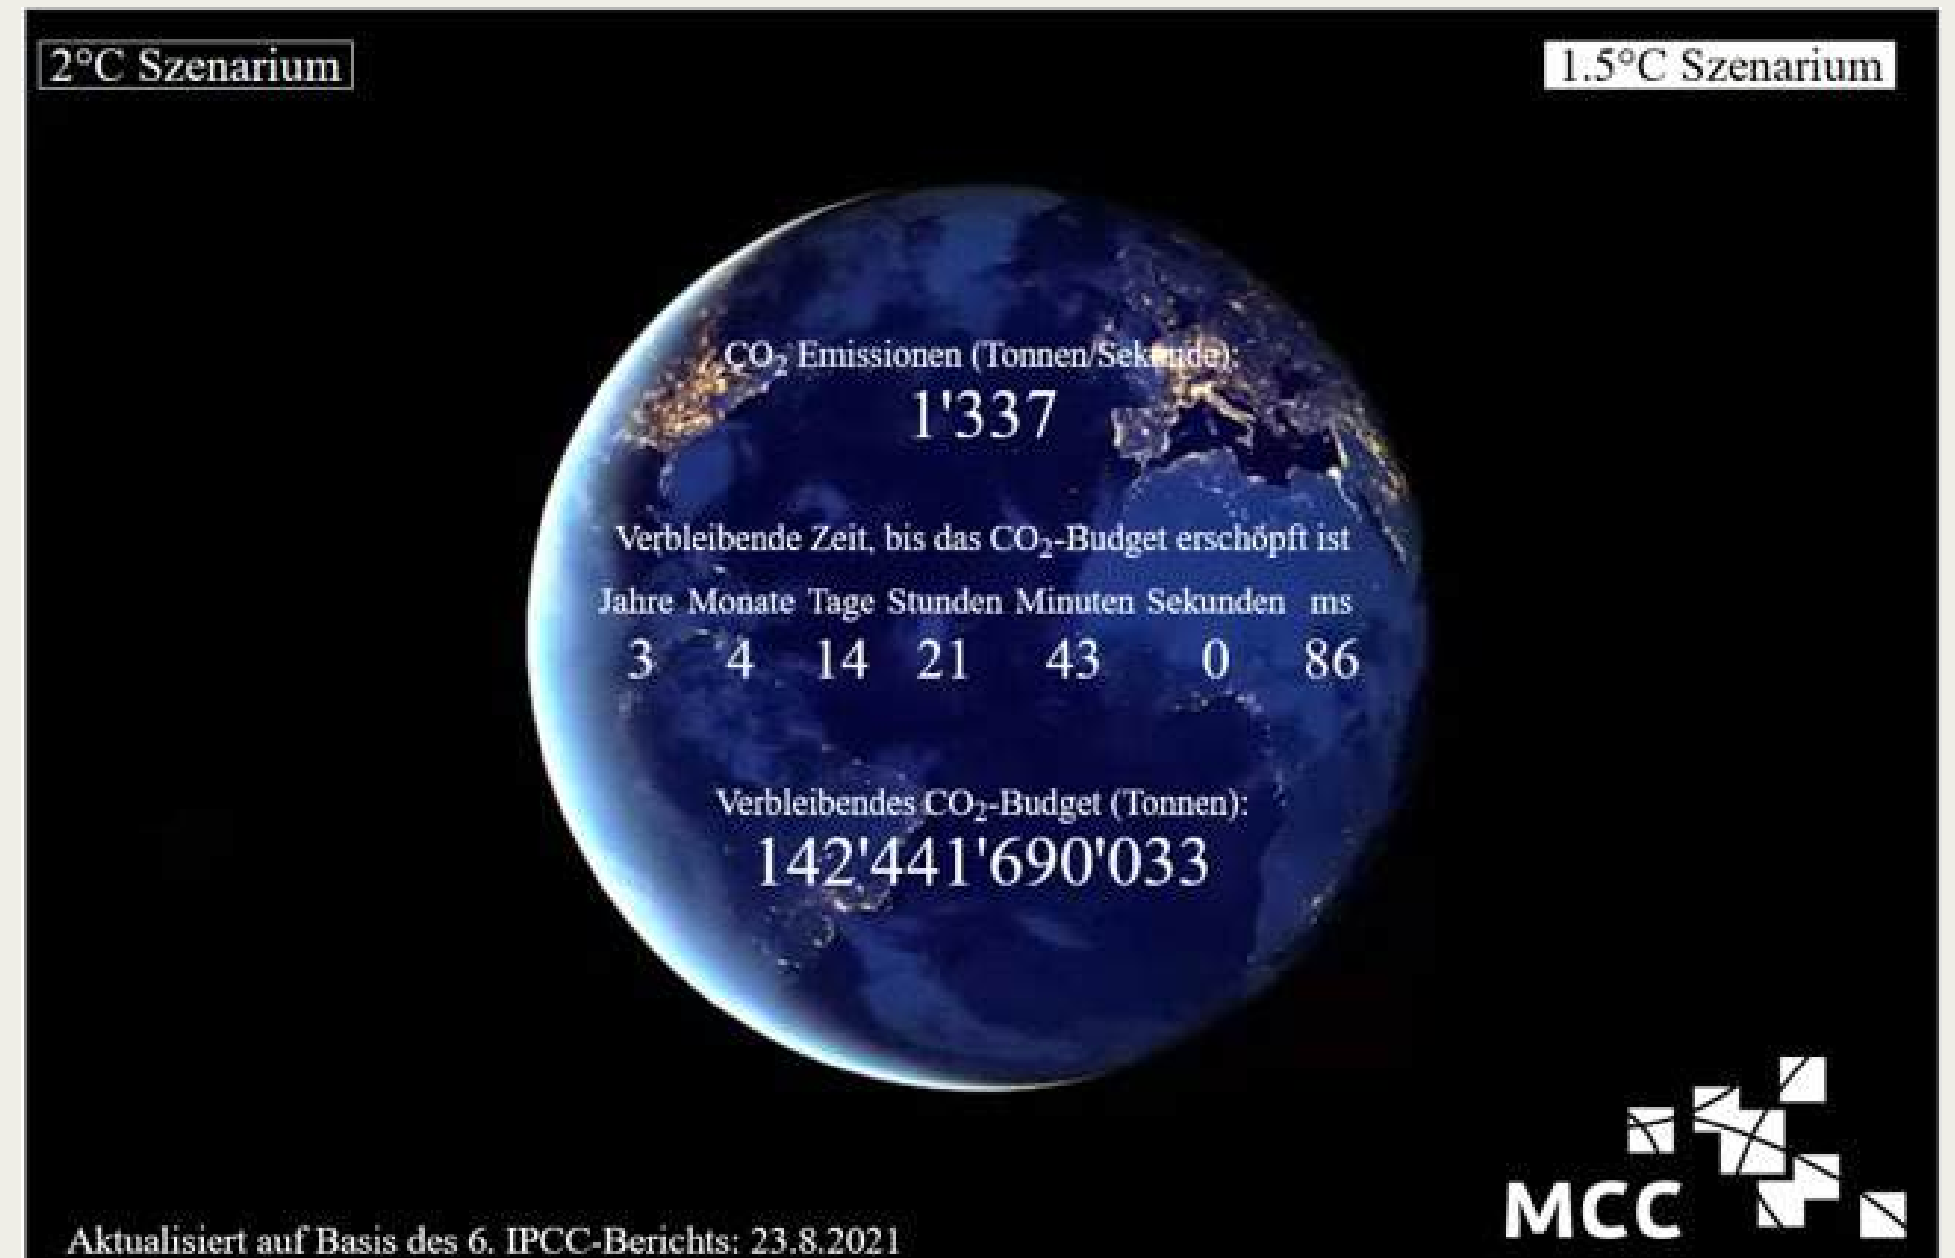 2°C Szenarium
1.5°C Szenarium
CO₂ Emissionen (Tonnen/Sekunde):
1'337
Verbleibende Zeit, bis das CO₂-Budget erschöpft ist
Jahre Monate Tage Stunden Minuten Sekunden ms
3 4 14 21 43 0 86
Verbleibendes CO₂-Budget (Tonnen):
142'441'690'033
MCC
Aktualisiert auf Basis des 6. IPCC-Berichts: 23.8.2021